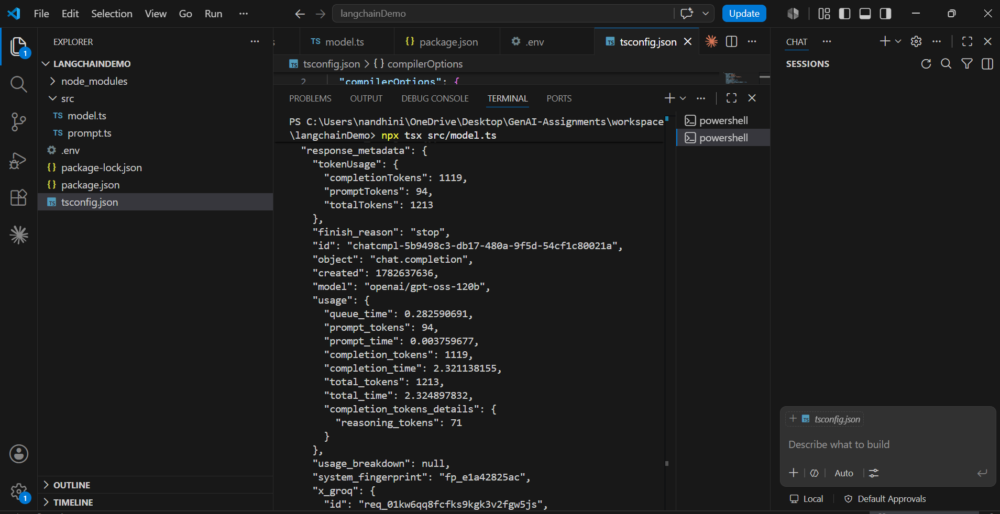 File Edit Selection View Go Run ···
langchainDemo
Update
EXPLORER
LANGCHAINDEMO
node_modules
src
TS model.ts
TS prompt.ts
.env
{} package-lock.json
{} package.json
TS tsconfig.json
OUTLINE
TIMELINE
1
1
s
TS model.ts
{} package.json
.env
TS tsconfig.json
TS tsconfig.json > { } compilerOptions
2 "compilerOptions": {
PROBLEMS OUTPUT DEBUG CONSOLE TERMINAL PORTS
PS C:\Users\nandhini\OneDrive\Desktop\GenAI-Assignments\workspace
\langchainDemo> npx tsx src/model.ts
"response_metadata": {
"tokenUsage": {
"completionTokens": 1119,
"promptTokens": 94,
"totalTokens": 1213
},
"finish_reason": "stop",
"id": "chatcmpl-5b9498c3-db17-480a-9f5d-54cf1c80021a",
"object": "chat.completion",
"created": 1782637636,
"model": "openai/gpt-oss-120b",
"usage": {
"queue_time": 0.282590691,
"prompt_tokens": 94,
"prompt_time": 0.003759677,
"completion_tokens": 1119,
"completion_time": 2.321138155,
"total_tokens": 1213,
"total_time": 2.324897832,
"completion_tokens_details": {
"reasoning_tokens": 71
}
},
"usage_breakdown": null,
"system_fingerprint": "fp_e1a42825ac",
"x_groq": {
"id": "req_01kw6qq8fcfks9kgk3v2fgw5js",
powershell
powershell
CHAT
SESSIONS
TS tsconfig.json
Describe what to build
Auto
Local
Default Approvals